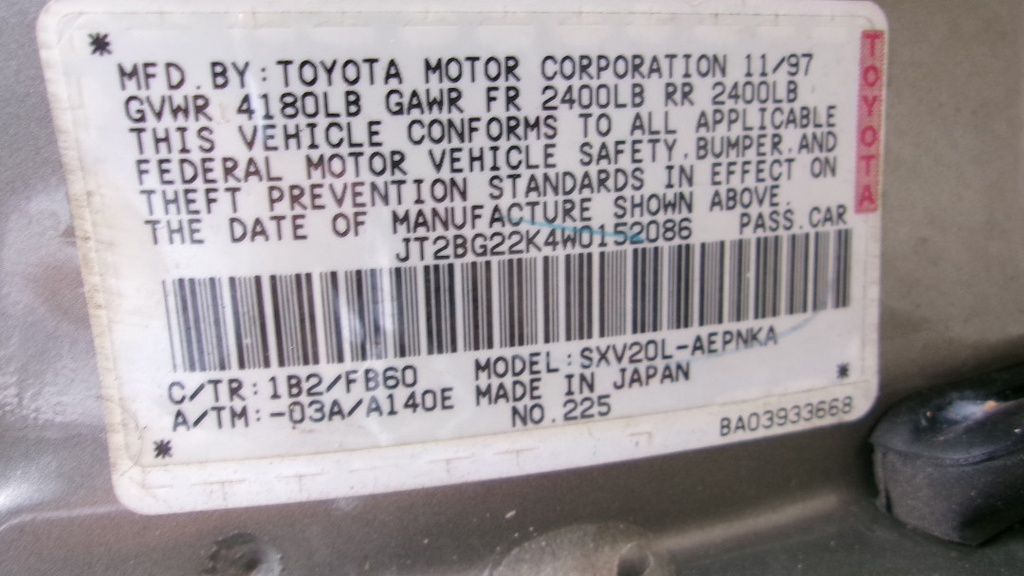 MFD. BY: TOYOTA MOTOR CORPORATION 11/97
GVWR 4180LB GAWR FR 2400LB RR 2400LB
THIS VEHICLE CONFORMS TO ALL APPLICABLE
FEDERAL MOTOR VEHICLE SAFETY, BUMPER, AND
THEFT PREVENTION STANDARDS IN EFFECT ON
THE DATE OF MANUFACTURE SHOWN ABOVE.
JT2BG22K4W0152086 PASS. CAR
C/TR: 1B2/FB60 MODEL: SXV20L-AEPNKA
A/TM: -03A/A140E MADE IN JAPAN
NO. 225
BA03933668
TOYOTA